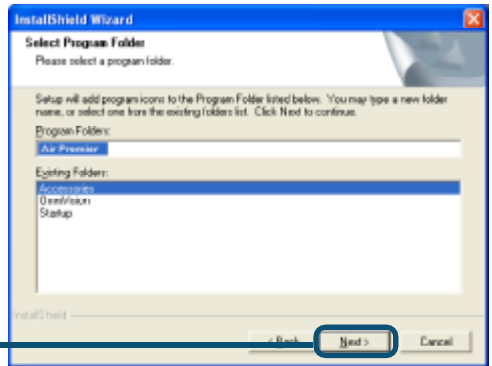 InstallShield Wizard
Select Program Folder
Please select a program folder.
Setup will add program icons to the Program Folder listed below. You may type a new folder
name, or select one from the existing folders list. Click Next to continue.
Program Folders:
Air Premier
Existing Folders:
Accessories
OmniVision
Startup
InstallShield
< Back Next > Cancel